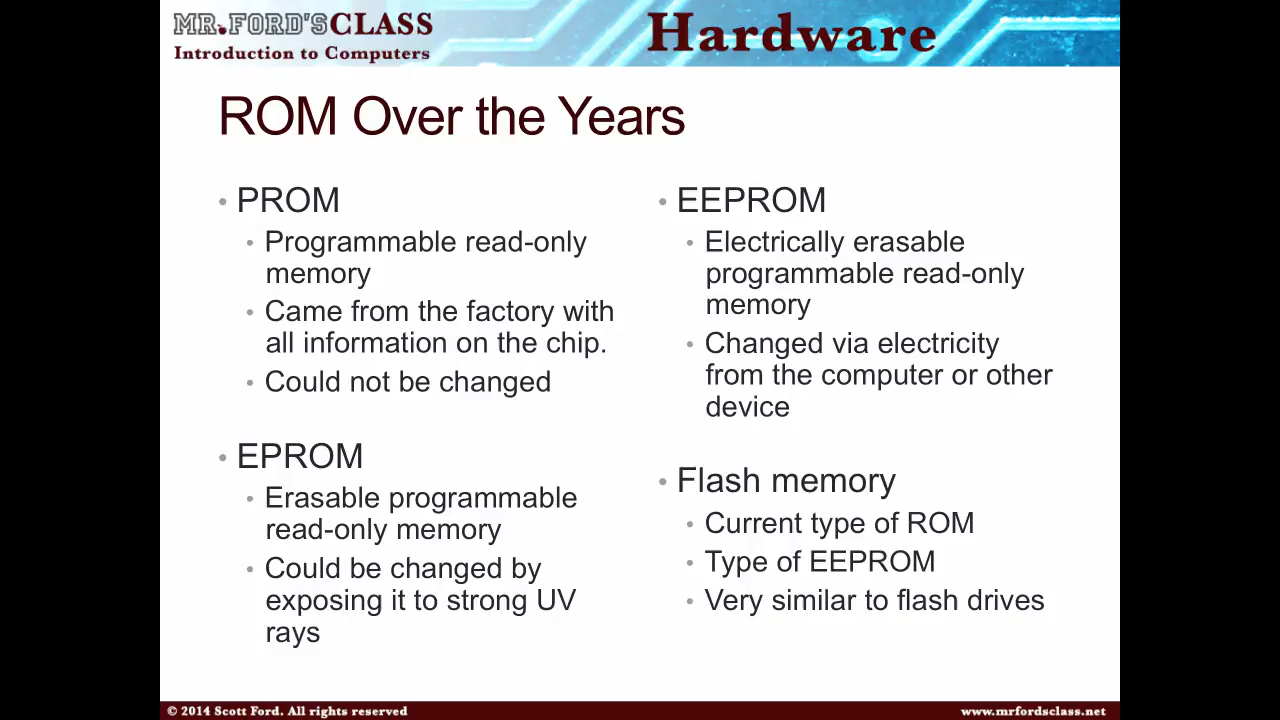 MR.FORD'SCLASS
Introduction to Computers
Hardware
ROM Over the Years
• PROM
• Programmable read-only
memory
• Came from the factory with
all information on the chip.
• Could not be changed
• EPROM
• Erasable programmable
read-only memory
• Could be changed by
exposing it to strong UV
rays
• EEPROM
• Electrically erasable
programmable read-only
memory
• Changed via electricity
from the computer or other
device
• Flash memory
• Current type of ROM
• Type of EEPROM
• Very similar to flash drives
© 2014 Scott Ford. All rights reserved
www.mrfordsclass.net